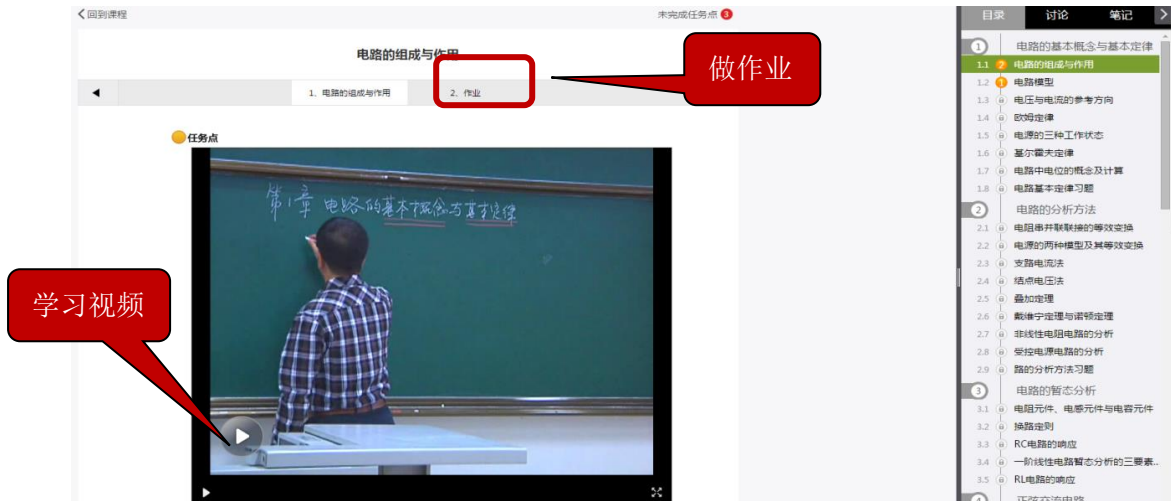 回到课程
未完成任务点 3
电路的组成与作用
1、电路的组成与作用
2、作业
做作业
任务点
第1章 电路的基本概念与基本定律
学习视频
目录
讨论
笔记
1 电路的基本概念与基本定律
1.1 2 电路的组成与作用
1.2 1 电路模型
1.3 电压与电流的参考方向
1.4 欧姆定律
1.5 电源的三种工作状态
1.6 基尔霍夫定律
1.7 电路中电位的概念及计算
1.8 电路基本定律习题
2 电路的分析方法
2.1 电阻串并联联接的等效变换
2.2 电源的两种模型及其等效变换
2.3 支路电流法
2.4 结点电压法
2.5 叠加定理
2.6 戴维宁定理与诺顿定理
2.7 非线性电阻电路的分析
2.8 受控电源电路的分析
2.9 路的分析方法习题
3 电路的暂态分析
3.1 电阻元件、电感元件与电容元件
3.2 换路定则
3.3 RC电路的响应
3.4 一阶线性电路暂态分析的三要素..
3.5 RL电路的响应
4 正弦交流电路